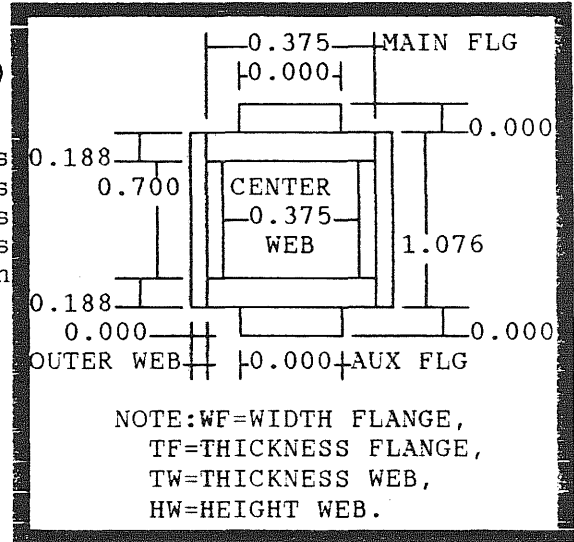 0.375 MAIN FLG
0.000
0.000
0.188
0.700 CENTER
0.375
WEB 1.076
0.188
0.000 0.000
OUTER WEB 0.000 AUX FLG
NOTE:WF=WIDTH FLANGE,
TF=THICKNESS FLANGE,
TW=THICKNESS WEB,
HW=HEIGHT WEB.